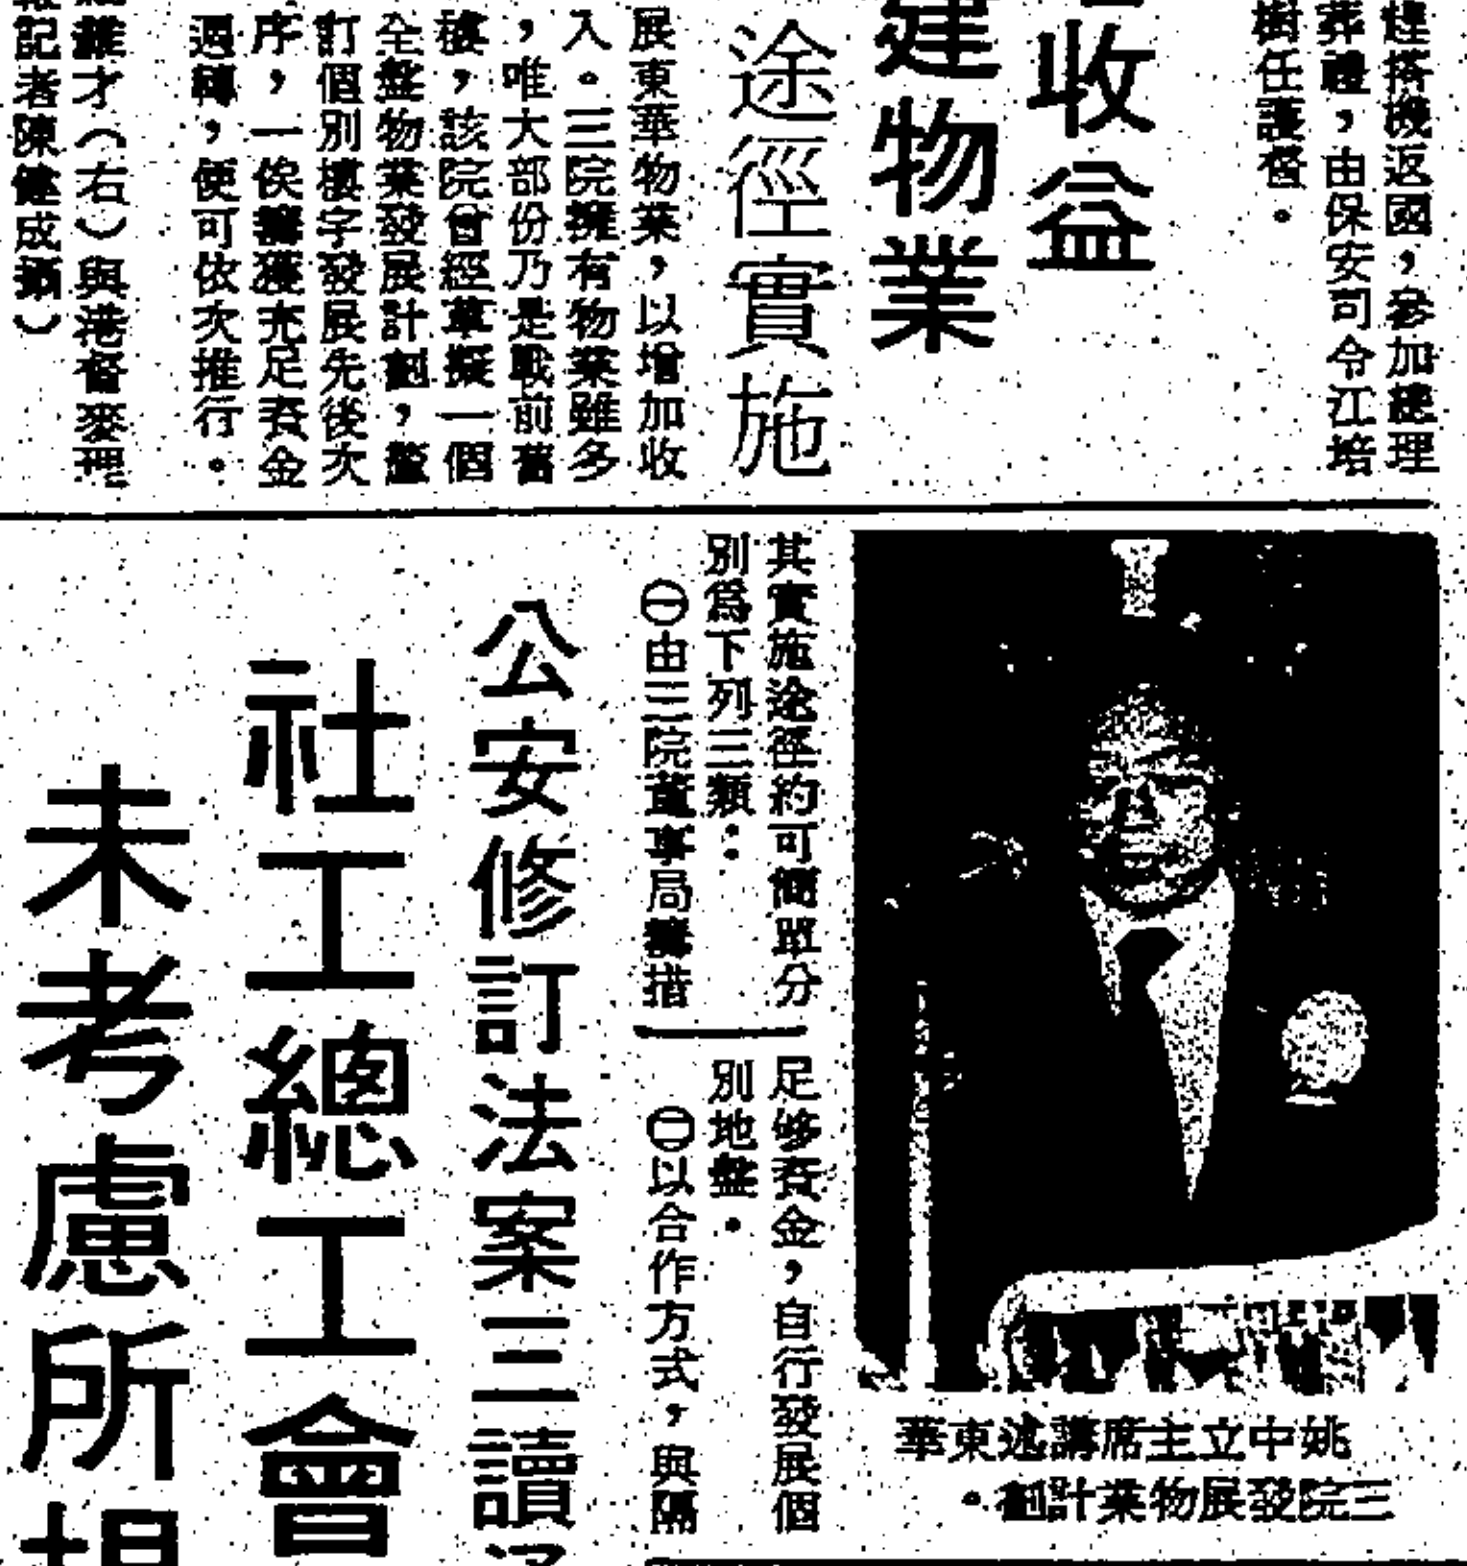 搭機返國，參加總理
葬禮，由保安司令江培
樹任護督。
收益
建物業
途徑實施
展東華物業，以增加收
入。三院擁有物業雖多
，唯大部份乃是戰前舊
樓，該院曾經草擬一個
全盤物業發展計劃，釐
訂個別樓宇發展先後次
序，一俟籌獲充足資金
週轉，便可依次推行。
才（右）與港督麥理
記者陳健成攝）
其實施途徑約可簡單分
別為下列三類：
㊀由三院董事局籌措
足够資金，自行發展個
別地盤。
㊁以合作方式，與隔
姚中立主席講述東華
三院發展物業計劃。
公安修訂法案三讀通
社工總工會
未考慮所提